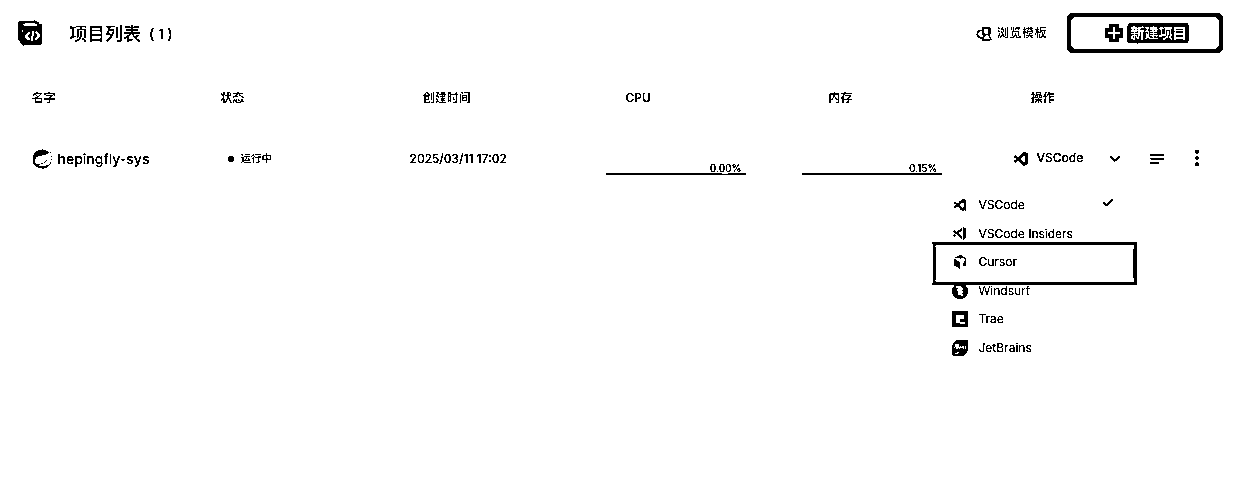 项目列表 (1)
浏览模板
新建项目
名字 状态 创建时间 CPU 内存 操作
hepingfly-sys 运行中 2025/03/11 17:02 0.00% 0.15% VSCode
VSCode
VSCode Insiders
Cursor
Windsurf
Trae
JetBrains